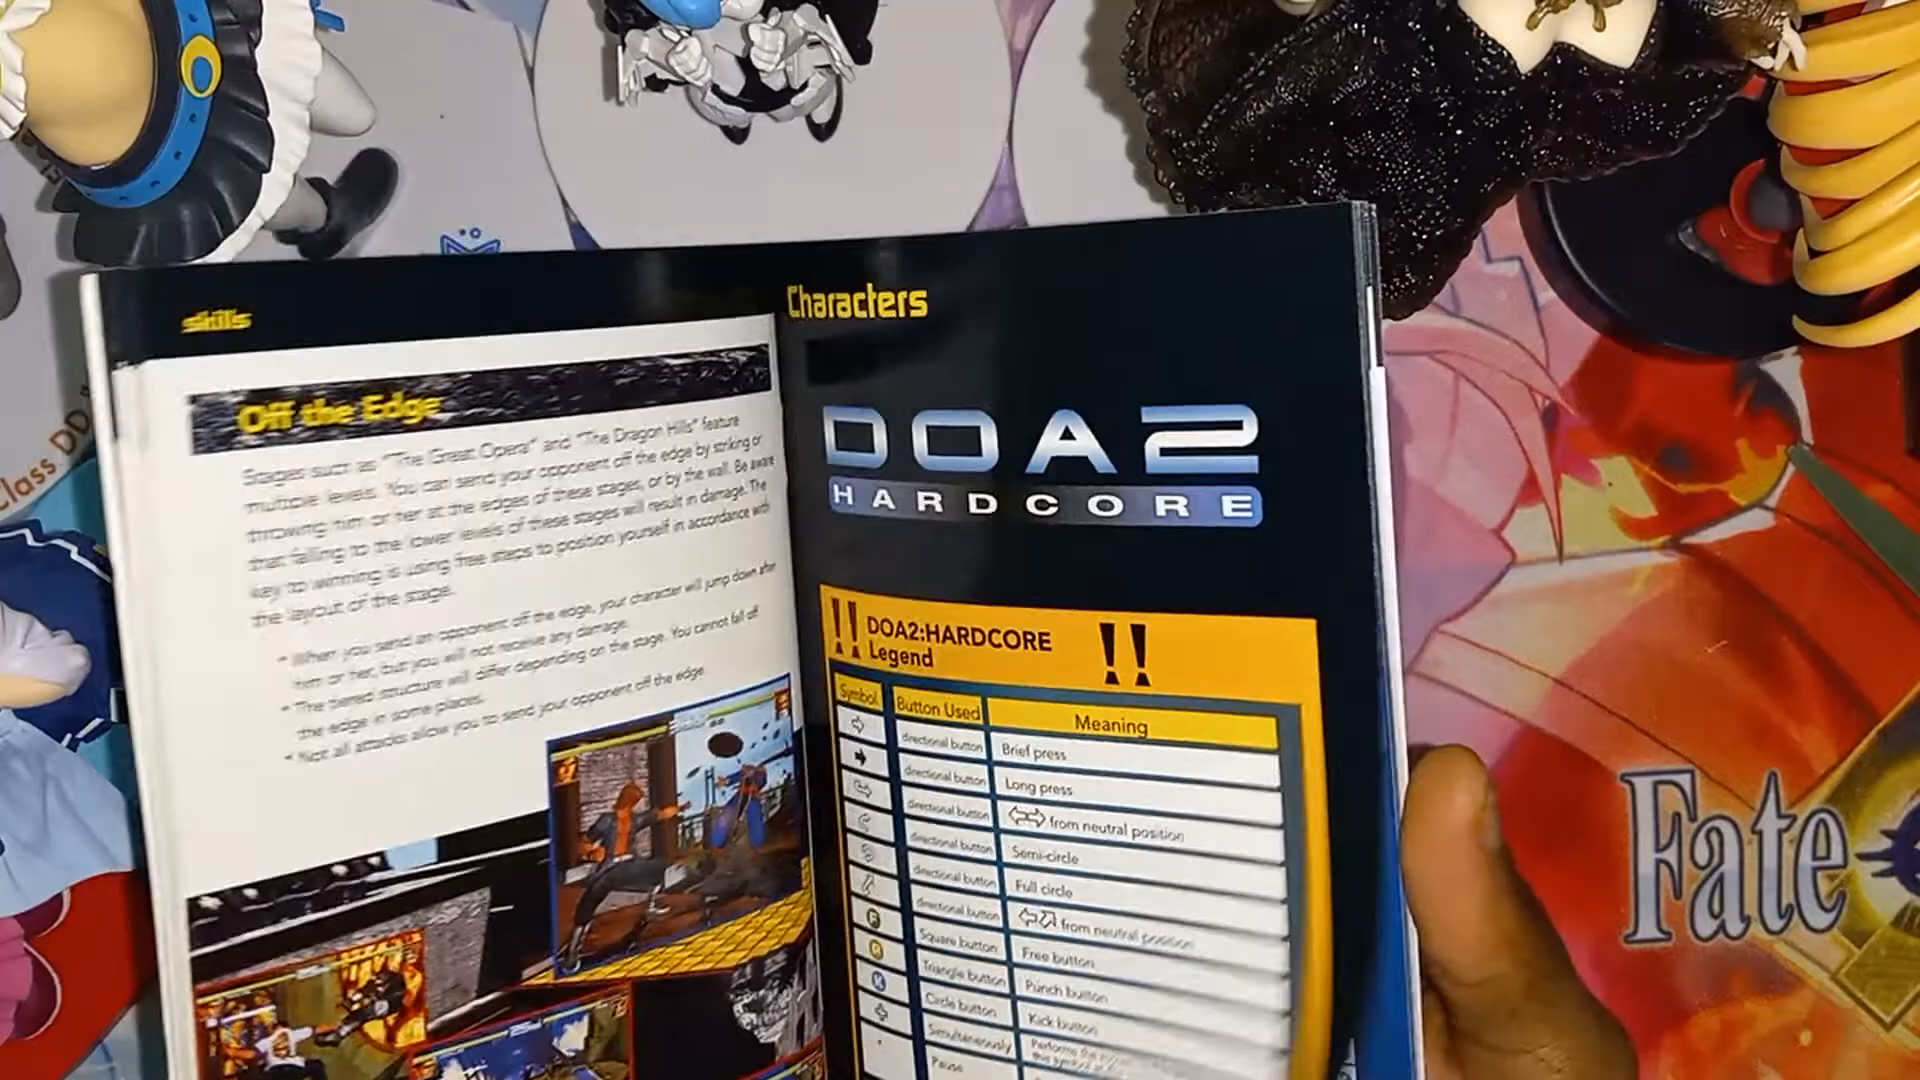 skills
Off the Edge
Stages such as "The Great Opera" and "The Dragon Hills" feature
multiple levels. You can send your opponent off the edge by striking or
throwing him or her at the edges of these stages, or by the wall. Be aware
that falling to the lower levels of these stages will result in damage. The
key to winning is using free steps to position yourself in accordance with
the layout of the stage.
• When you send an opponent off the edge, your character will jump down after
him or her, but you will not receive any damage.
• The tiered structure will differ depending on the stage. You cannot fall off
the edge in some places.
• Not all attacks allow you to send your opponent off the edge.
Characters
DOA2
HARDCORE
!! DOA2:HARDCORE !!
Legend
Symbol Button Used Meaning
directional button Brief press
directional button Long press
directional button from neutral position
directional button Semi-circle
directional button Full circle
directional button from neutral position
F Square button Free button
P Triangle button Punch button
K Circle button Kick button
Simultaneously Performs the
Pause
Class DD
Fate